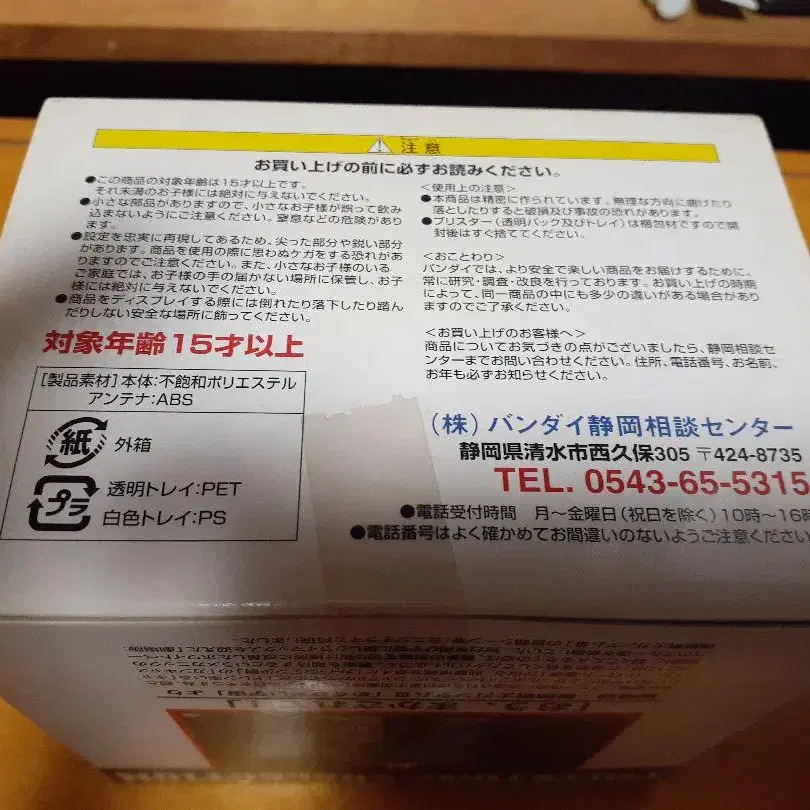 注意
お買い上げの前に必ずお読みください。
●この商品の対象年齢は15才以上です。
それ未満のお子様には絶対に与えないでください。
●小さな部品がありますので、小さなお子様が誤って飲み
込まないようにご注意ください。窒息などの危険があり
ます。
●設定を忠実に再現してあるため、尖った部分や鋭い部分
があります。商品を使用の際に思わぬケガをする恐れがあ
りますのでご注意ください。また、小さなお子様のいる
ご家庭では、お子様の手の届かない場所に保管し、お子
様には絶対に与えないでください。
●商品をディスプレイする際には倒れたり落下したり踏ん
だりしない安全な場所に飾ってください。
対象年齢15才以上
[製品素材]本体:不飽和ポリエステル
アンテナ:ABS
紙 外箱
プラ 透明トレイ:PET
白色トレイ:PS
<使用上の注意>
●本商品は精密に作られています。無理な方向に曲げたり
落としたりすると破損及び事故の恐れがあります。
●ブリスター(透明パック及びトレイ)は梱包材ですので開
封後はすぐ捨ててください。
<おことわり>
バンダイでは、より安全で楽しい商品をお届けするために、
常に研究・調査・改良を行っております。お買い上げの時期
によって、同一商品の中にも多少の違いがある場合があり
ますのでご了承ください。
<お買い上げのお客様へ>
商品についてお気づきの点がございましたら、静岡相談セ
ンターまでお問い合わせください。住所、電話番号、お名前、
お年も必ずお知らせください。
(株)バンダイ静岡相談センター
静岡県清水市西久保305 〒424-8735
TEL. 0543-65-5315
●電話受付時間 月〜金曜日(祝日を除く)10時〜16時
●電話番号はよく確かめてお間違いのないようご注意ください